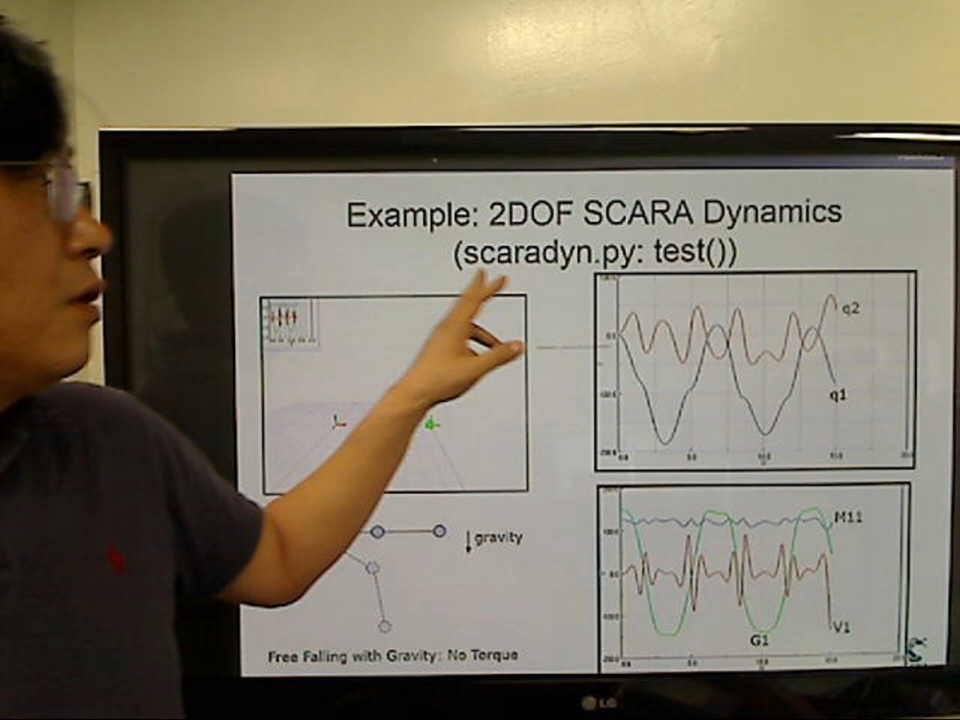 Example: 2DOF SCARA Dynamics
(scaradyn.py: test())
q2
q1
gravity
M11
V1
G1
Free Falling with Gravity: No Torque
LG